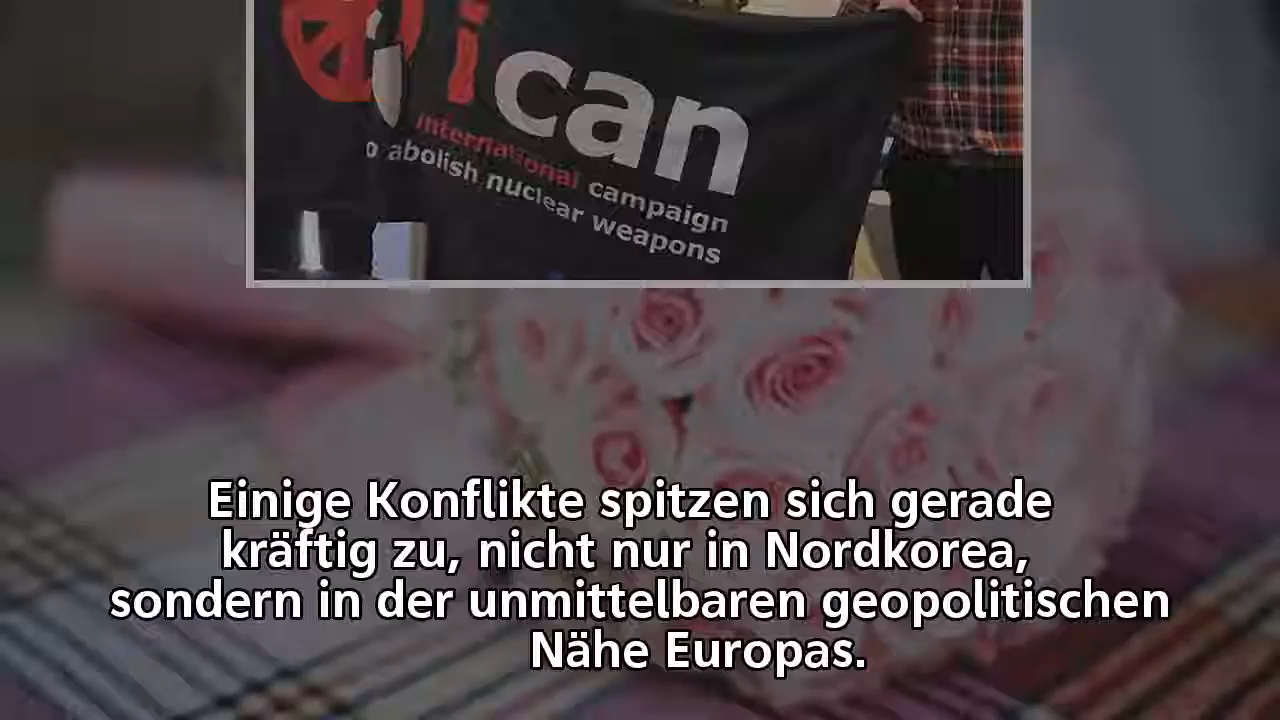 ican
international campaign
o abolish nuclear weapons
Einige Konflikte spitzen sich gerade
kräftig zu, nicht nur in Nordkorea,
sondern in der unmittelbaren geopolitischen
Nähe Europas.